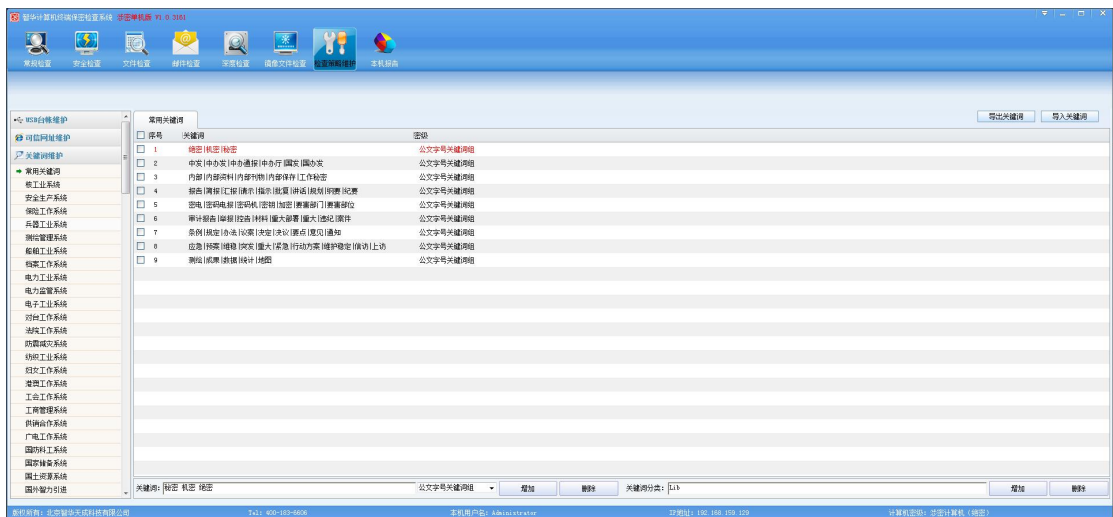 智华计算机终端保密检查系统 涉密单机版 V1.0.3181
常规检查 安全检查 文件检查 邮件检查 深度检查 镜像文件检查 检查策略维护 本机报告
USB台帐维护
可信网址维护
关键词维护
常用关键词
核工业系统
安全生产系统
保险工作系统
兵器工业系统
测绘管理系统
船舶工业系统
档案工作系统
电力工业系统
电力监管系统
电子工业系统
对台工作系统
法院工作系统
防震减灾系统
纺织工业系统
妇女工作系统
港澳工作系统
工会工作系统
工商管理系统
供销合作系统
广电工作系统
国防科工系统
国家储备系统
国土资源系统
国外智力引进
常用关键词 导出关键词 导入关键词
序号 关键词 密级
1 绝密|机密|秘密 公文字号关键词组
2 中发|中办发|中办通报|中办厅|国发|国办发 公文字号关键词组
3 内部|内部资料|内部刊物|内部保存|工作秘密 公文字号关键词组
4 报告|简报|汇报|请示|指示|批复|讲话|规划|纲要|纪要 公文字号关键词组
5 密电|密码电报|密码机|密钥|加密|要害部门|要害部位 公文字号关键词组
6 审计报告|举报|控告|材料|重大部署|重大|违纪|案件 公文字号关键词组
7 条例|规定|办法|议案|决定|决议|要点|意见|通知 公文字号关键词组
8 应急|预案|维稳|突发|重大|紧急|行动方案|维护稳定|信访|上访 公文字号关键词组
9 测绘|成果|数据|统计|地图 公文字号关键词组
关键词: 秘密 机密 绝密 公文字号关键词组 增加 删除 关键词分类: Lib 增加 删除
版权所有: 北京智华天成科技有限公司 Tel: 400-183-6606 本机用户名: Administrator IP地址: 192.168.159.129 计算机密级: 涉密计算机（绝密）